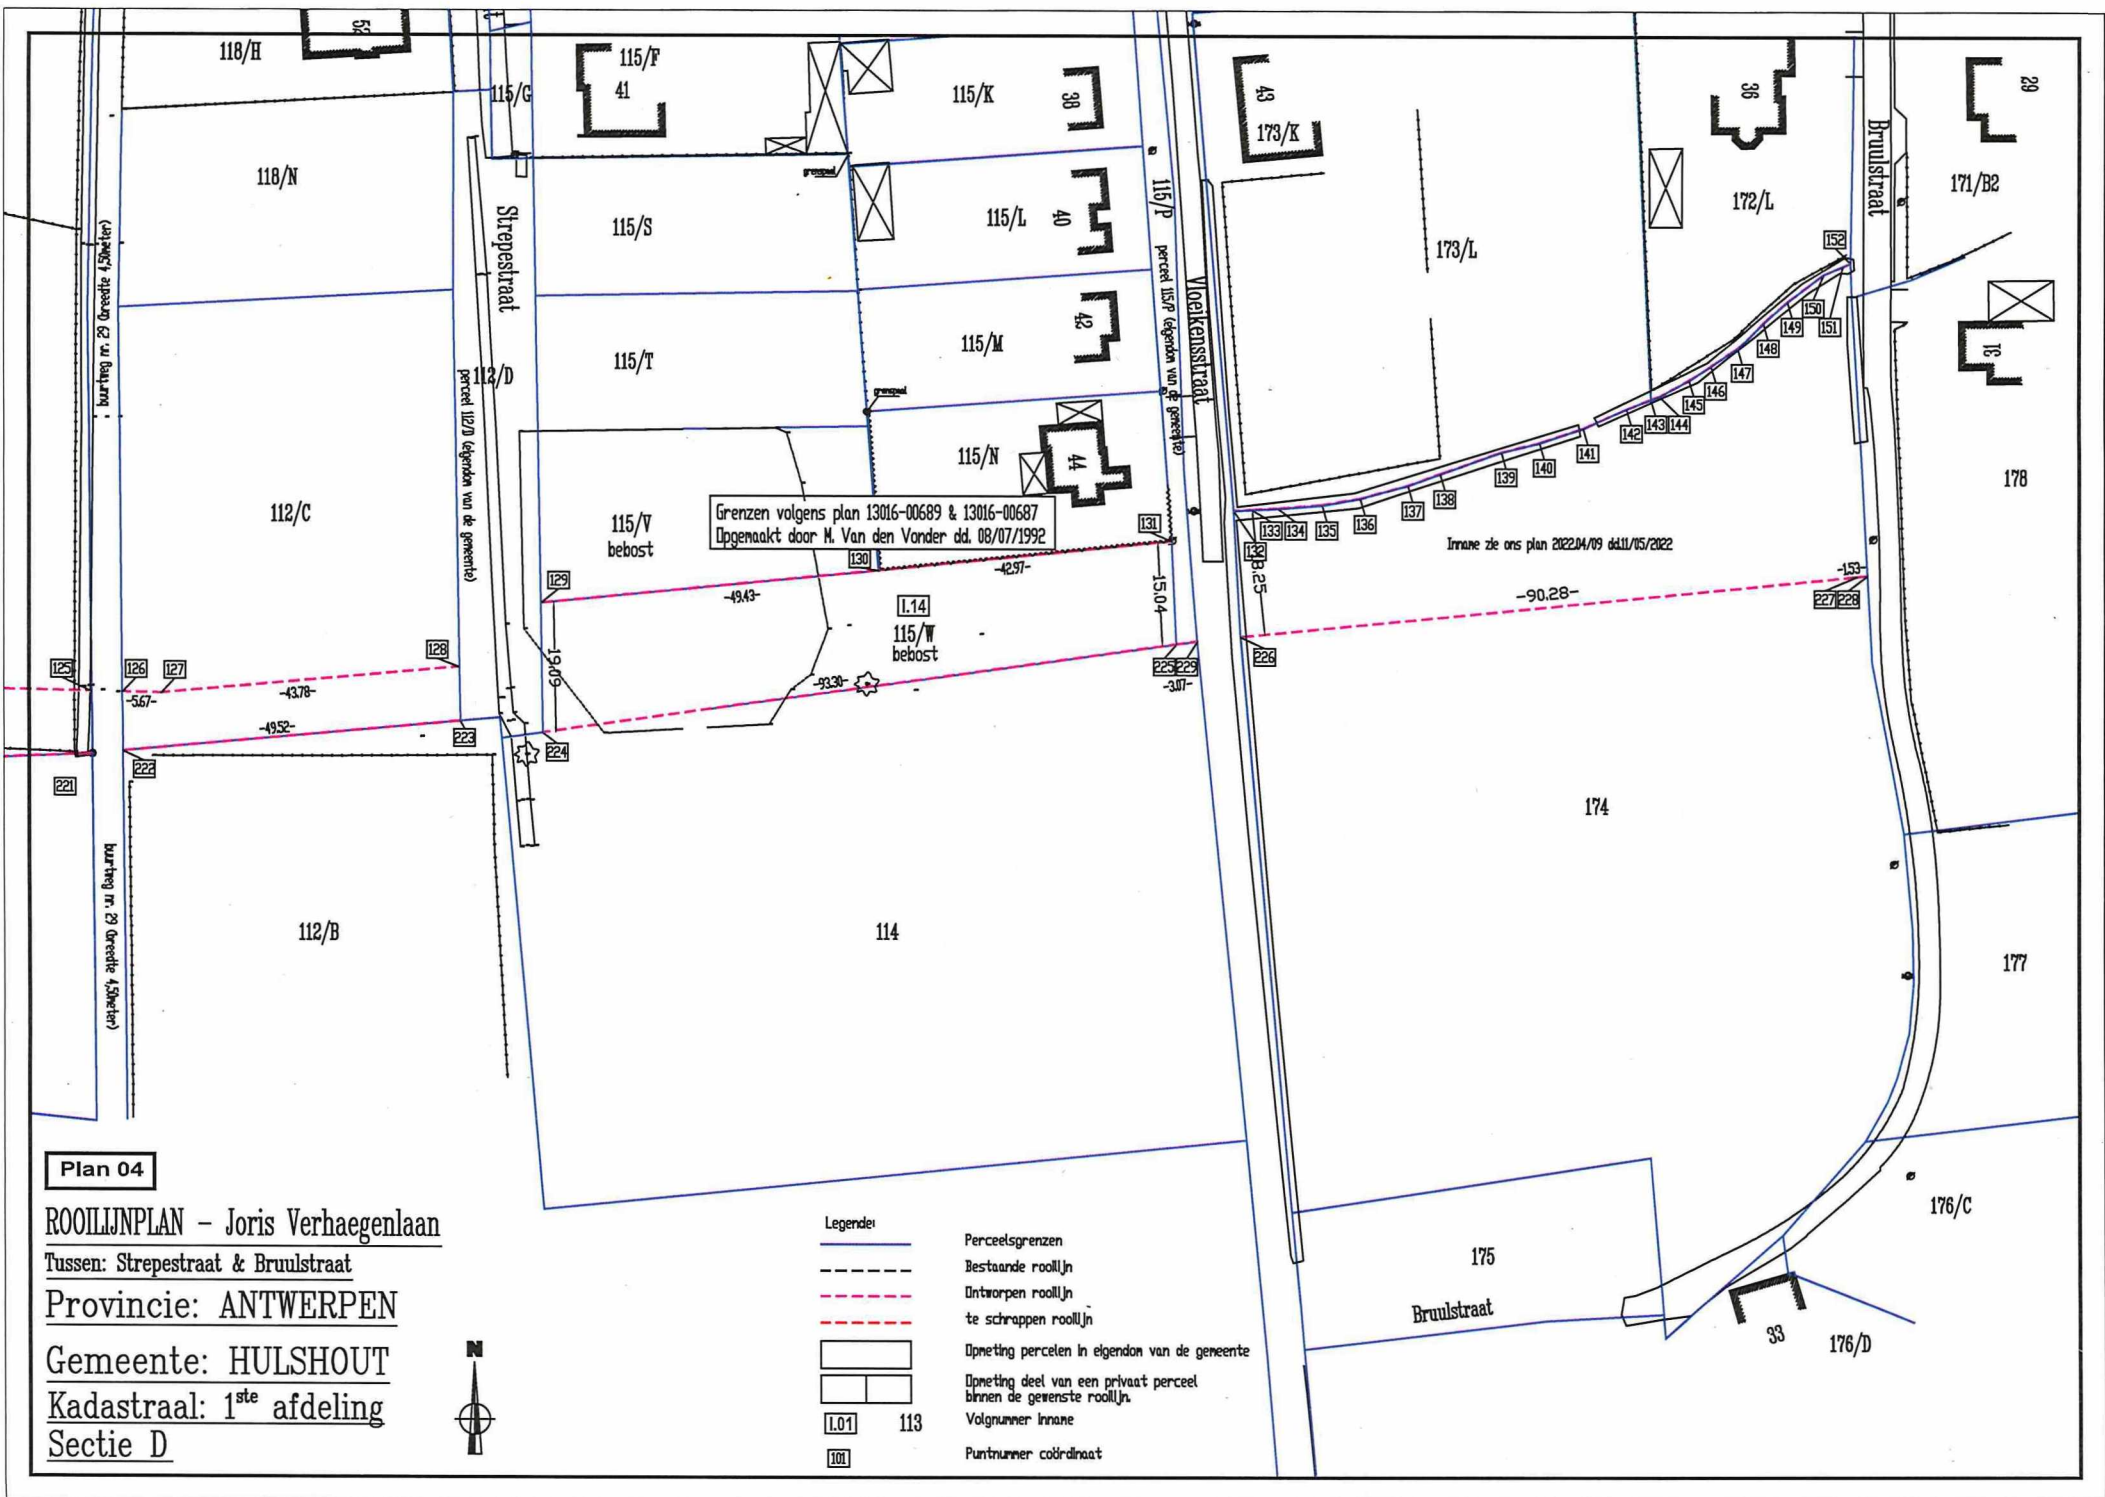 118/H
52
115/G
115/F
41
115/K
38
43
173/K
36
Bruulstraat
29
171/B2
118/N
grenspaal
115/P
172/L
Strepestraat
115/S
115/L
40
173/L
152
buurtweg nr. 29 (breedte 4,50meter)
perceel 115/P (eigendom van de gemeente)
Vloeikensstraat
150
149
151
148
147
146
145
144
143
142
141
140
139
138
137
136
135
134
133
132
31
115/T
115/M
42
112/D
perceel 112/D (eigendom van de gemeente)
grenspaal
115/N
44
178
112/C
115/V
bebost
Grenzen volgens plan 13016-00689 & 13016-00687
Opgemaakt door M. Van den Vonder dd. 08/07/1992
131
130
129
-42.97-
-49.43-
-15.04-
Inname zie ons plan 2022.04/09 dd.11/05/2022
-1.53-
-90.28-
227
228
I.14
115/W
bebost
128
125
126
127
-5.67-
-43.78-
-19.09-
-93.30-
225
229
226
-3.07-
-49.52-
223
224
222
221
174
buurtweg nr. 29 (breedte 4,50meter)
112/B
114
177
Plan 04
ROOILIJNPLAN - Joris Verhaegenlaan
Tussen: Strepestraat & Bruulstraat
Provincie: ANTWERPEN
Gemeente: HULSHOUT
Kadastraal: 1ste afdeling
Sectie D
N
Legende:
Perceelsgrenzen
Bestaande rooilijn
Ontworpen rooilijn
te schrappen rooilijn
Opmeting percelen in eigendom van de gemeente
Opmeting deel van een privaat perceel
binnen de gewenste rooilijn.
I.01 113 Volgnummer inname
101 Puntnummer coördinaat
175
Bruulstraat
176/C
33
176/D